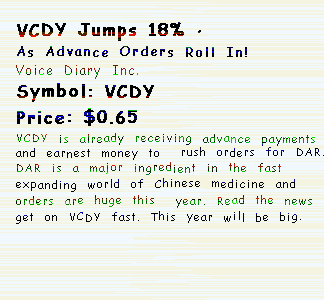 VCDY Jumps 18% .
As Advance Orders Roll In!
Voice Diary Inc.
Symbol: VCDY
Price: $0.65
VCDY is already receiving advance payments
and earnest money to rush orders for DAR.
DAR is a major ingredient in the fast
expanding world of Chinese medicine and
orders are huge this year. Read the news
get on VCDY fast. This year will be big.